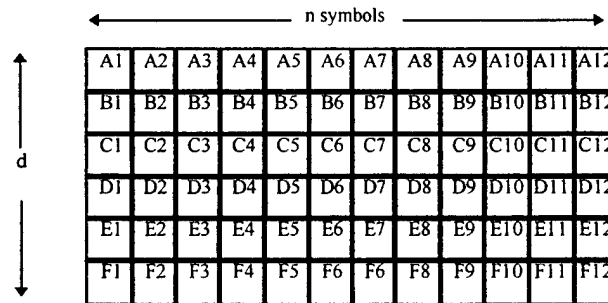 n symbols
A1 A2 A3 A4 A5 A6 A7 A8 A9 A10 A11 A12
B1 B2 B3 B4 B5 B6 B7 B8 B9 B10 B11 B12
C1 C2 C3 C4 C5 C6 C7 C8 C9 C10 C11 C12
d
D1 D2 D3 D4 D5 D6 D7 D8 D9 D10 D11 D12
E1 E2 E3 E4 E5 E6 E7 E8 E9 E10 E11 E12
F1 F2 F3 F4 F5 F6 F6 F8 F9 F10 F11 F12